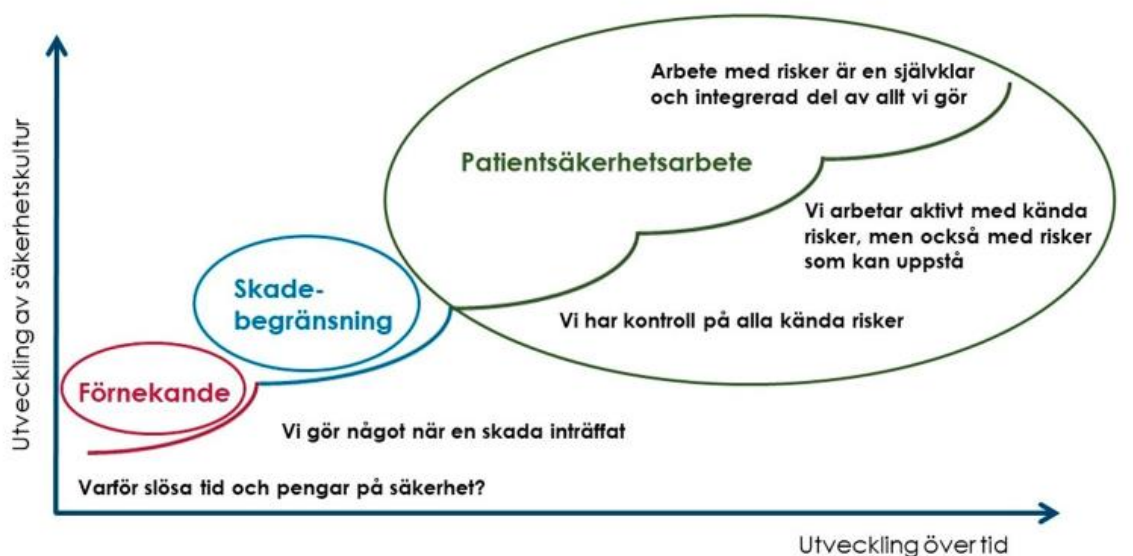 Utveckling av säkerhetskultur
Arbete med risker är en självklar
och integrerad del av allt vi gör
Patientsäkerhetsarbete
Vi arbetar aktivt med kända
risker, men också med risker
som kan uppstå
Skade-
begränsning
Vi har kontroll på alla kända risker
Förnekande
Vi gör något när en skada inträffat
Varför slösa tid och pengar på säkerhet?
Utveckling över tid